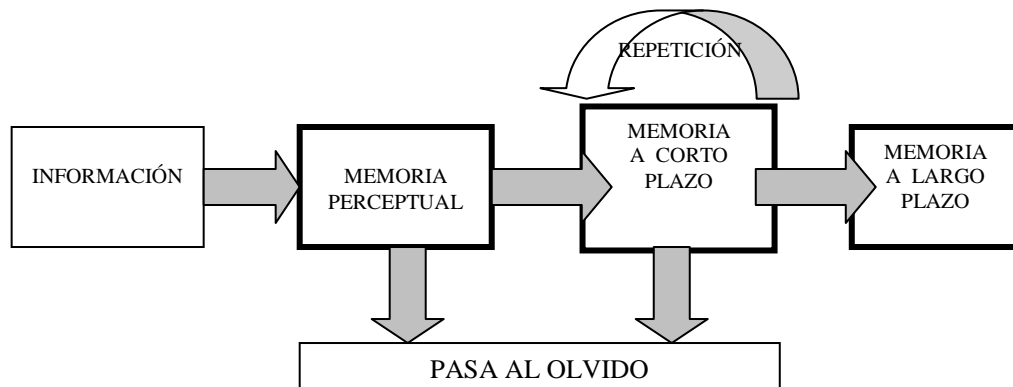 REPETICIÓN
INFORMACIÓN
MEMORIA
PERCEPTUAL
MEMORIA
A CORTO
PLAZO
MEMORIA
A LARGO
PLAZO
PASA AL OLVIDO